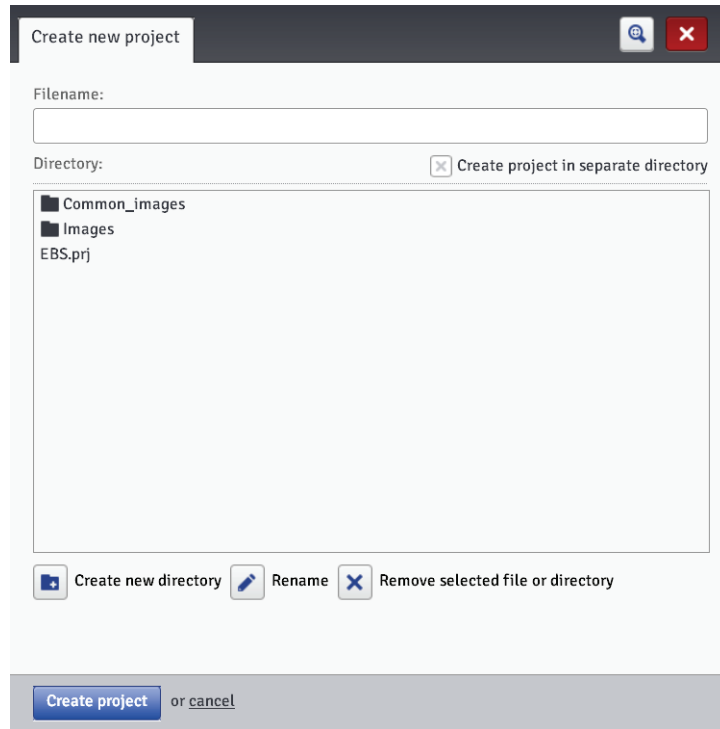 Create new project
Filename:
Directory:
Create project in separate directory
Common_images
Images
EBS.prj
Create new directory
Rename
Remove selected file or directory
Create project
or cancel